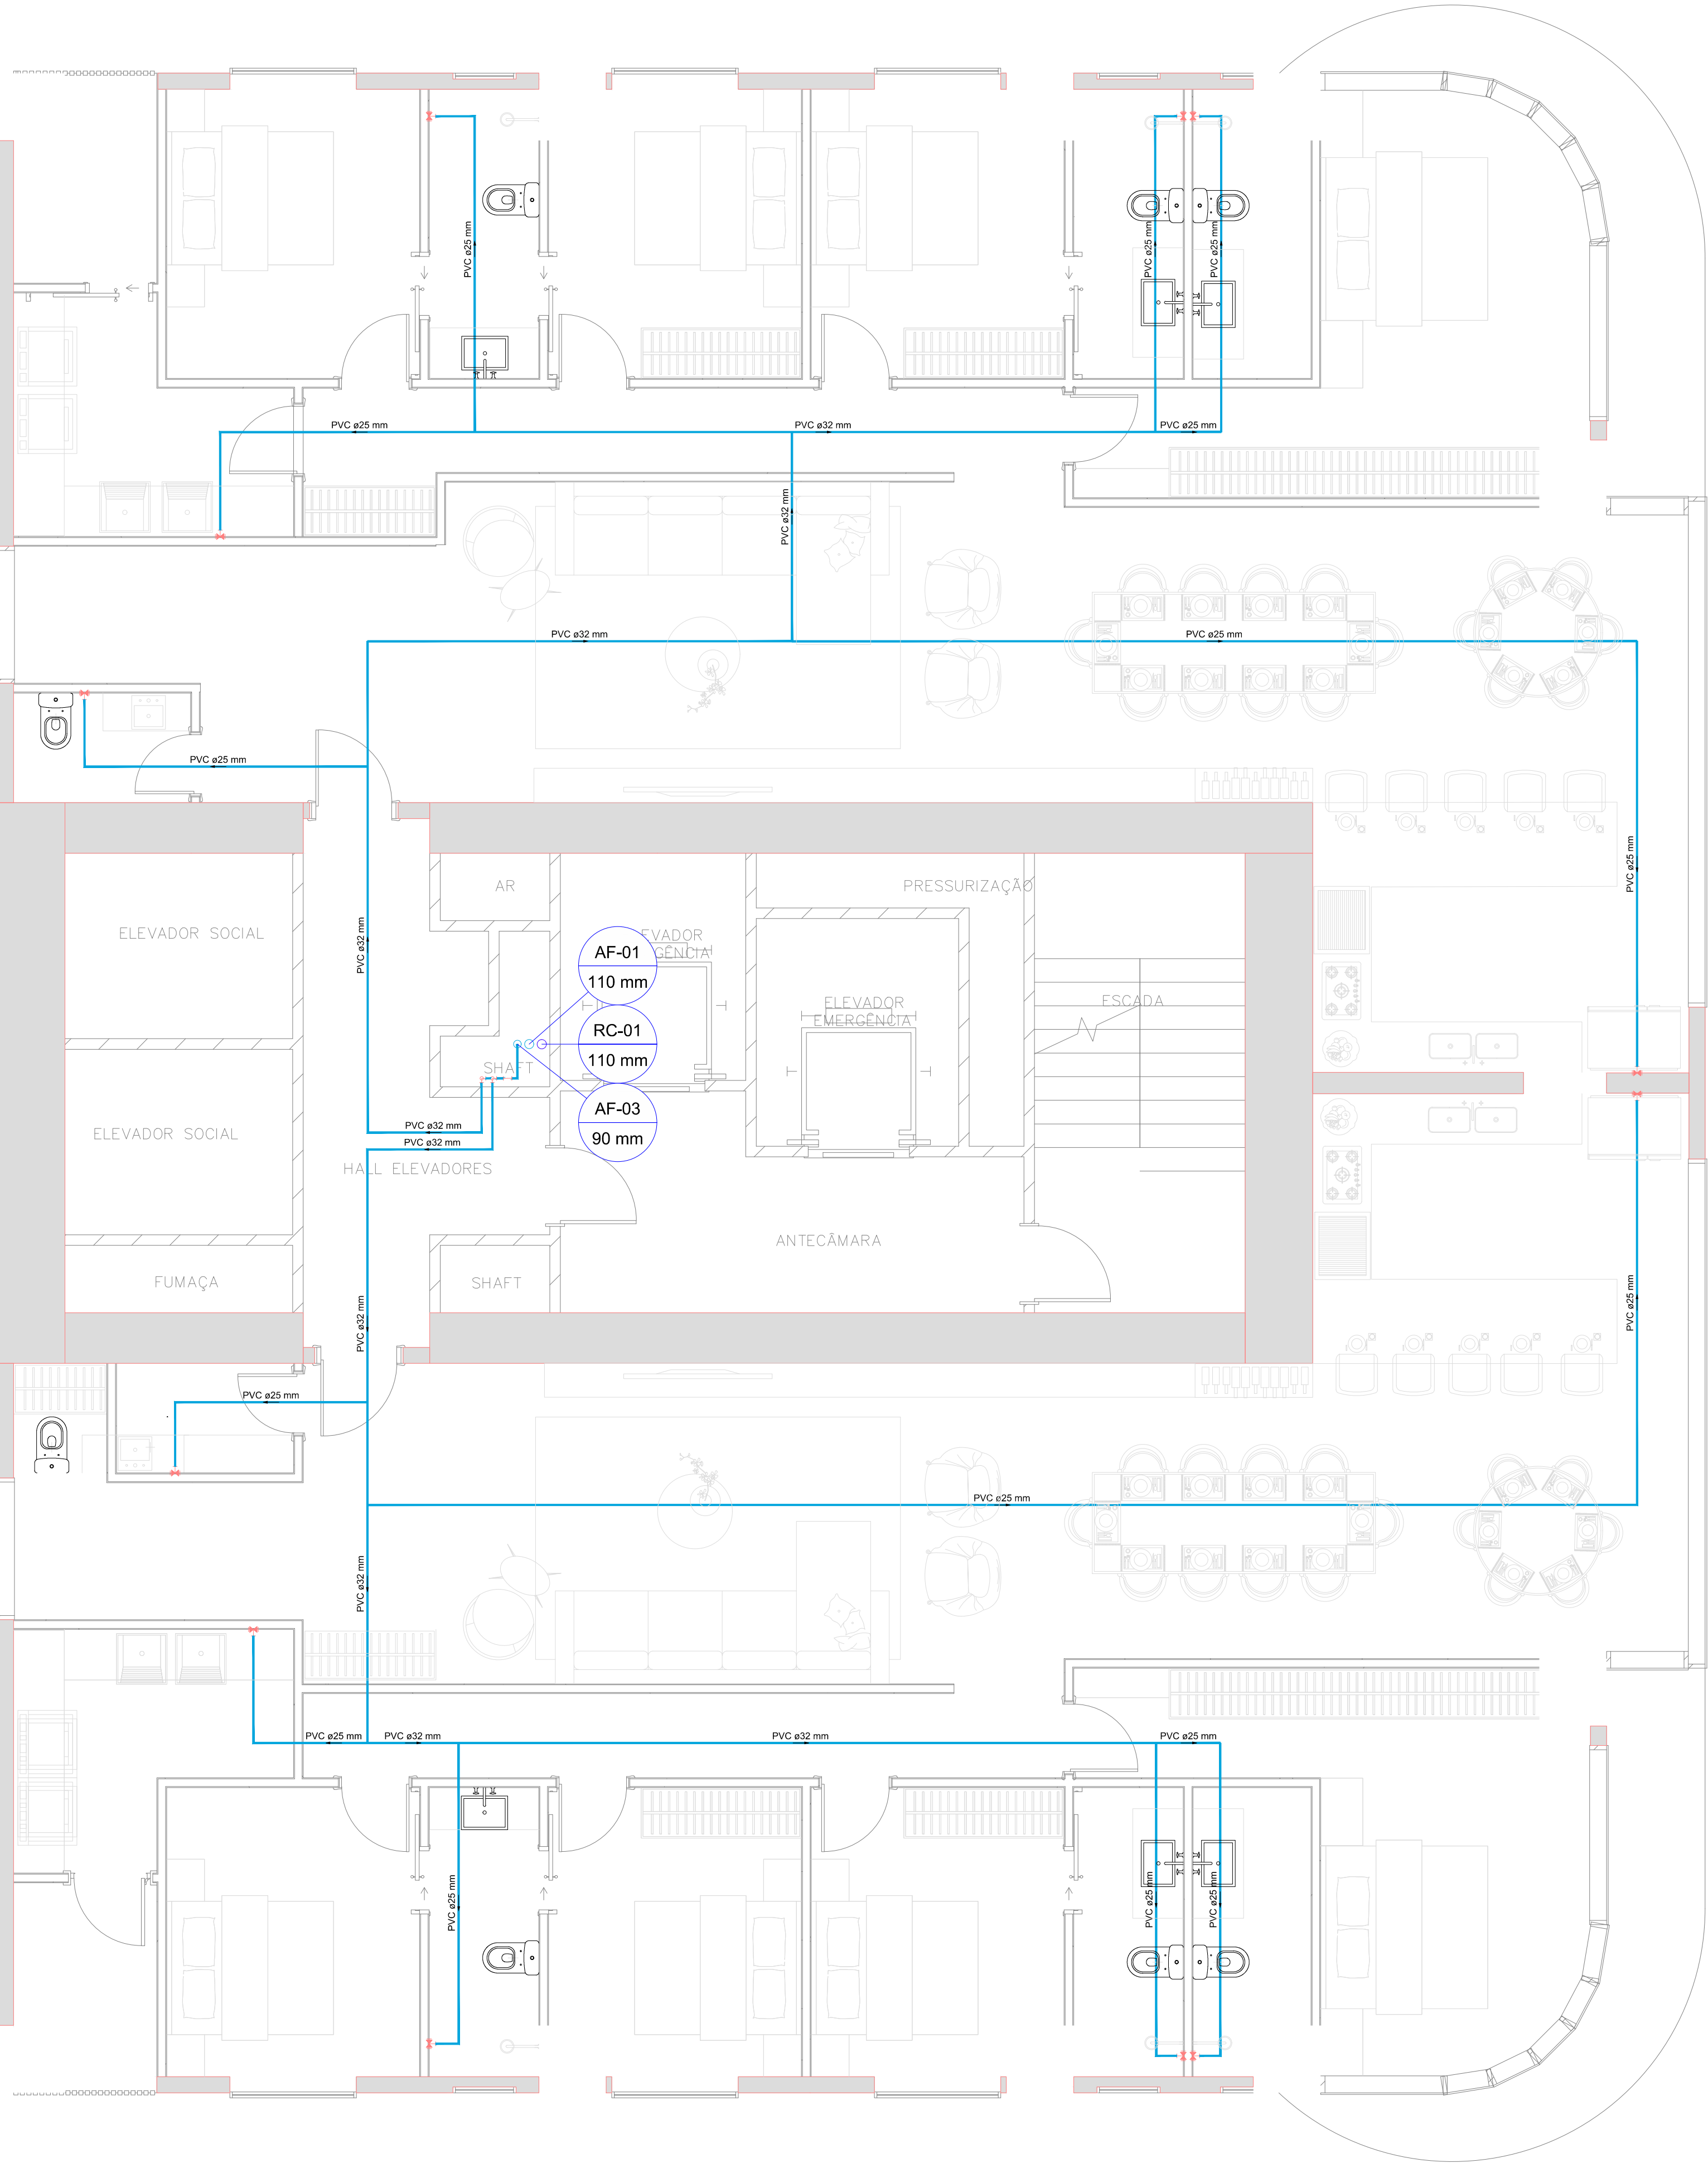 PVC ø25 mm
PVC ø25 mm
PVC ø25 mm
PVC ø25 mm
PVC ø32 mm
PVC ø25 mm
PVC ø32 mm
PVC ø32 mm
PVC ø25 mm
PVC ø25 mm
PVC ø25 mm
AR
PRESSURIZAÇÃO
ELEVADOR SOCIAL
PVC ø32 mm
EVADOR
GÊNCIA
AF-01
110 mm
ELEVADOR
EMERGÊNCIA
ESCADA
RC-01
110 mm
SHAFT
AF-03
90 mm
PVC ø32 mm
PVC ø32 mm
ELEVADOR SOCIAL
HALL ELEVADORES
ANTECÂMARA
FUMAÇA
SHAFT
PVC ø32 mm
PVC ø25 mm
PVC ø25 mm
PVC ø25 mm
PVC ø32 mm
PVC ø25 mm
PVC ø32 mm
PVC ø32 mm
PVC ø25 mm
PVC ø25 mm
PVC ø25 mm
PVC ø25 mm